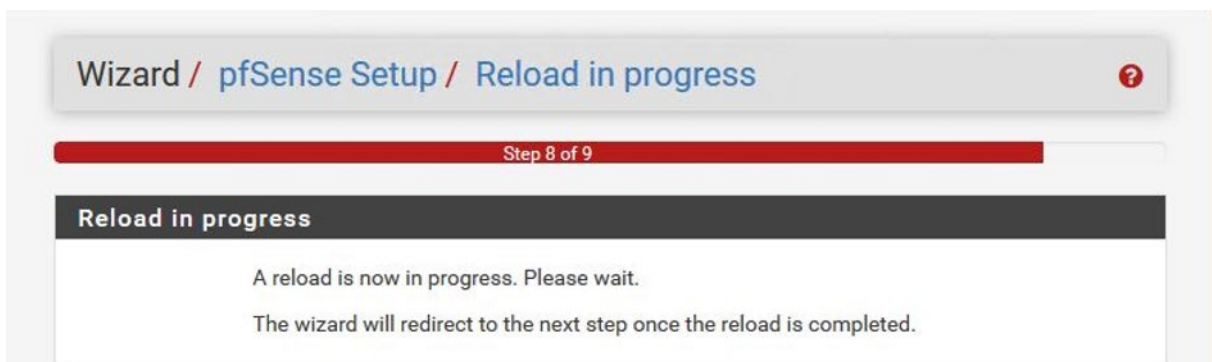 Wizard / pfSense Setup / Reload in progress
Step 8 of 9
Reload in progress
A reload is now in progress. Please wait.
The wizard will redirect to the next step once the reload is completed.